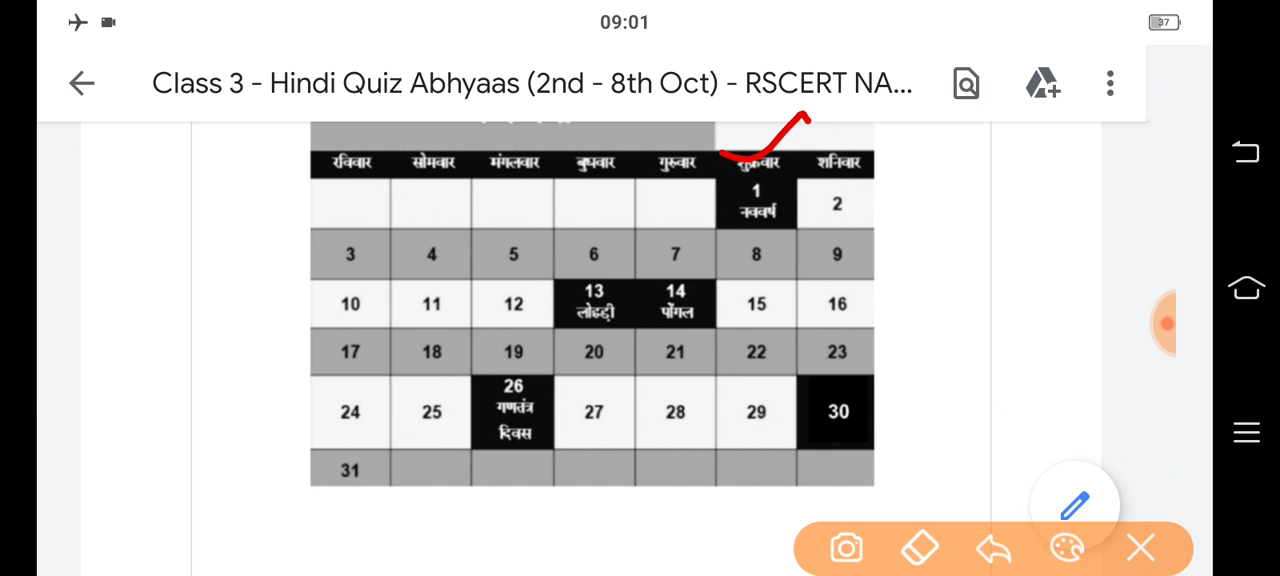 09:01
37
Class 3 - Hindi Quiz Abhyaas (2nd - 8th Oct) - RSCERT NA...
रविवार सोमवार मंगलवार बुधवार गुरुवार शुक्रवार शनिवार
1 नववर्ष 2
3 4 5 6 7 8 9
10 11 12 13 लोहड़ी 14 पोंगल 15 16
17 18 19 20 21 22 23
24 25 26 गणतंत्र दिवस 27 28 29 30
31